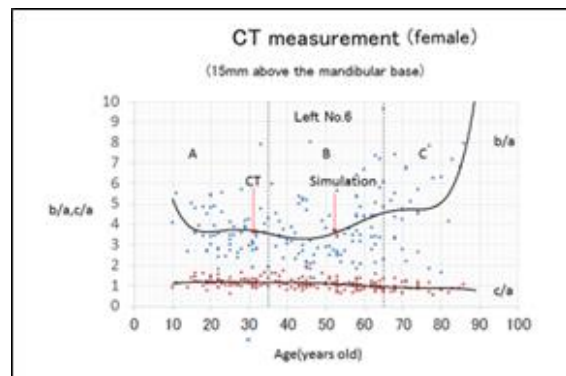 CT measurement (female)
(15mm above the mandibular base)
Left No.6
10
9
8
7
6
5
4
3
2
1
0
A
B
C
b/a
CT
Simulation
b/a,c/a
c/a
0 10 20 30 40 50 60 70 80 90 100
Age(years old)